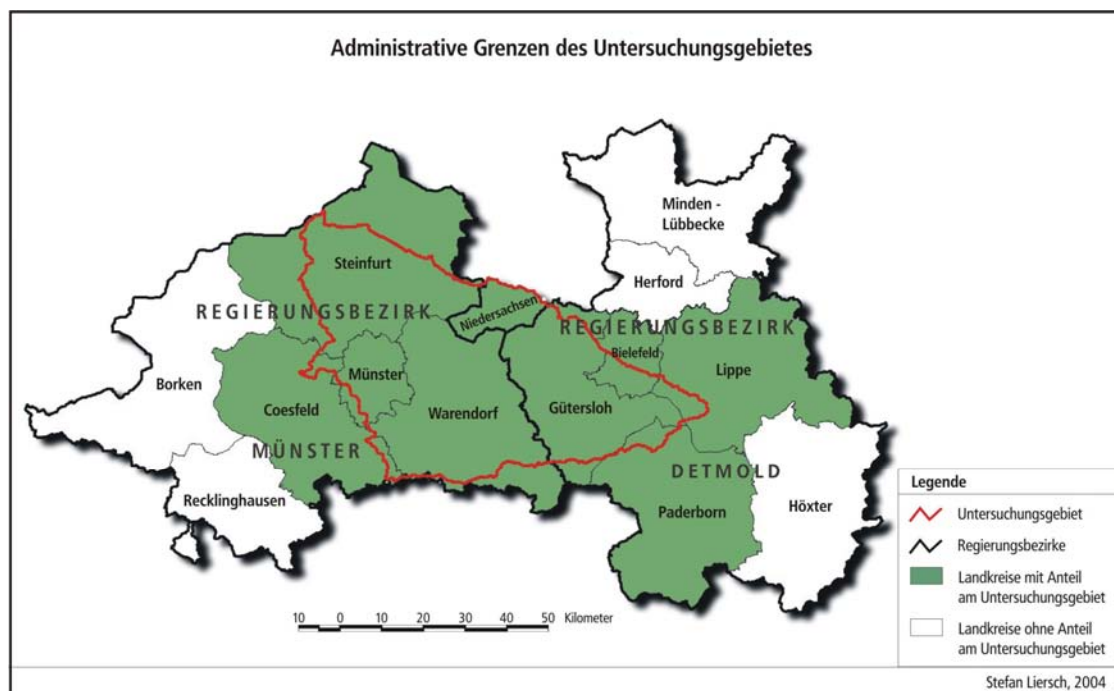 Administrative Grenzen des Untersuchungsgebietes
Minden -
Lübbecke
Herford
Steinfurt
Niedersachsen
REGIERUNGSBEZIRK
REGIERUNGSBEZIRK
Bielefeld
Lippe
Münster
Borken
Coesfeld
Warendorf
Gütersloh
MÜNSTER
DETMOLD
Recklinghausen
Paderborn
Höxter
10 0 10 20 30 40 50 Kilometer
Legende
Untersuchungsgebiet
Regierungsbezirke
Landkreise mit Anteil
am Untersuchungsgebiet
Landkreise ohne Anteil
am Untersuchungsgebiet
Stefan Liersch, 2004